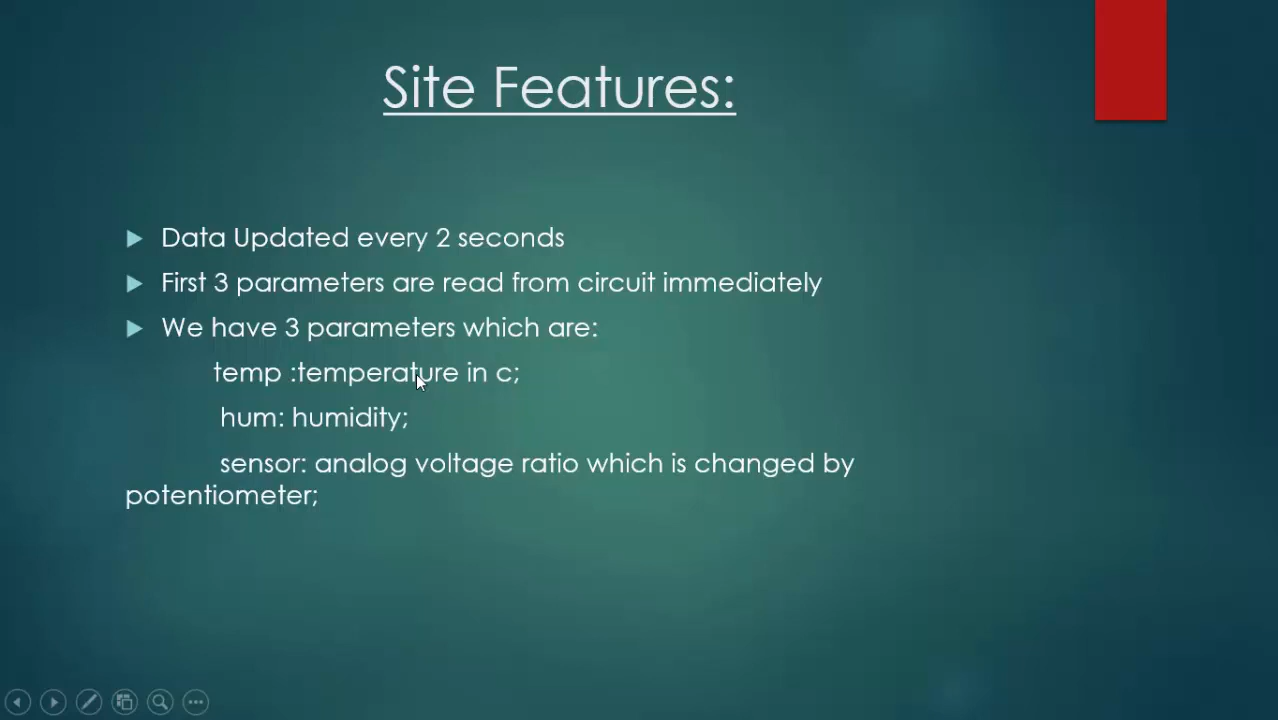 Site Features:
Data Updated every 2 seconds
First 3 parameters are read from circuit immediately
We have 3 parameters which are:
temp :temperature in c;
hum: humidity;
sensor: analog voltage ratio which is changed by
potentiometer;